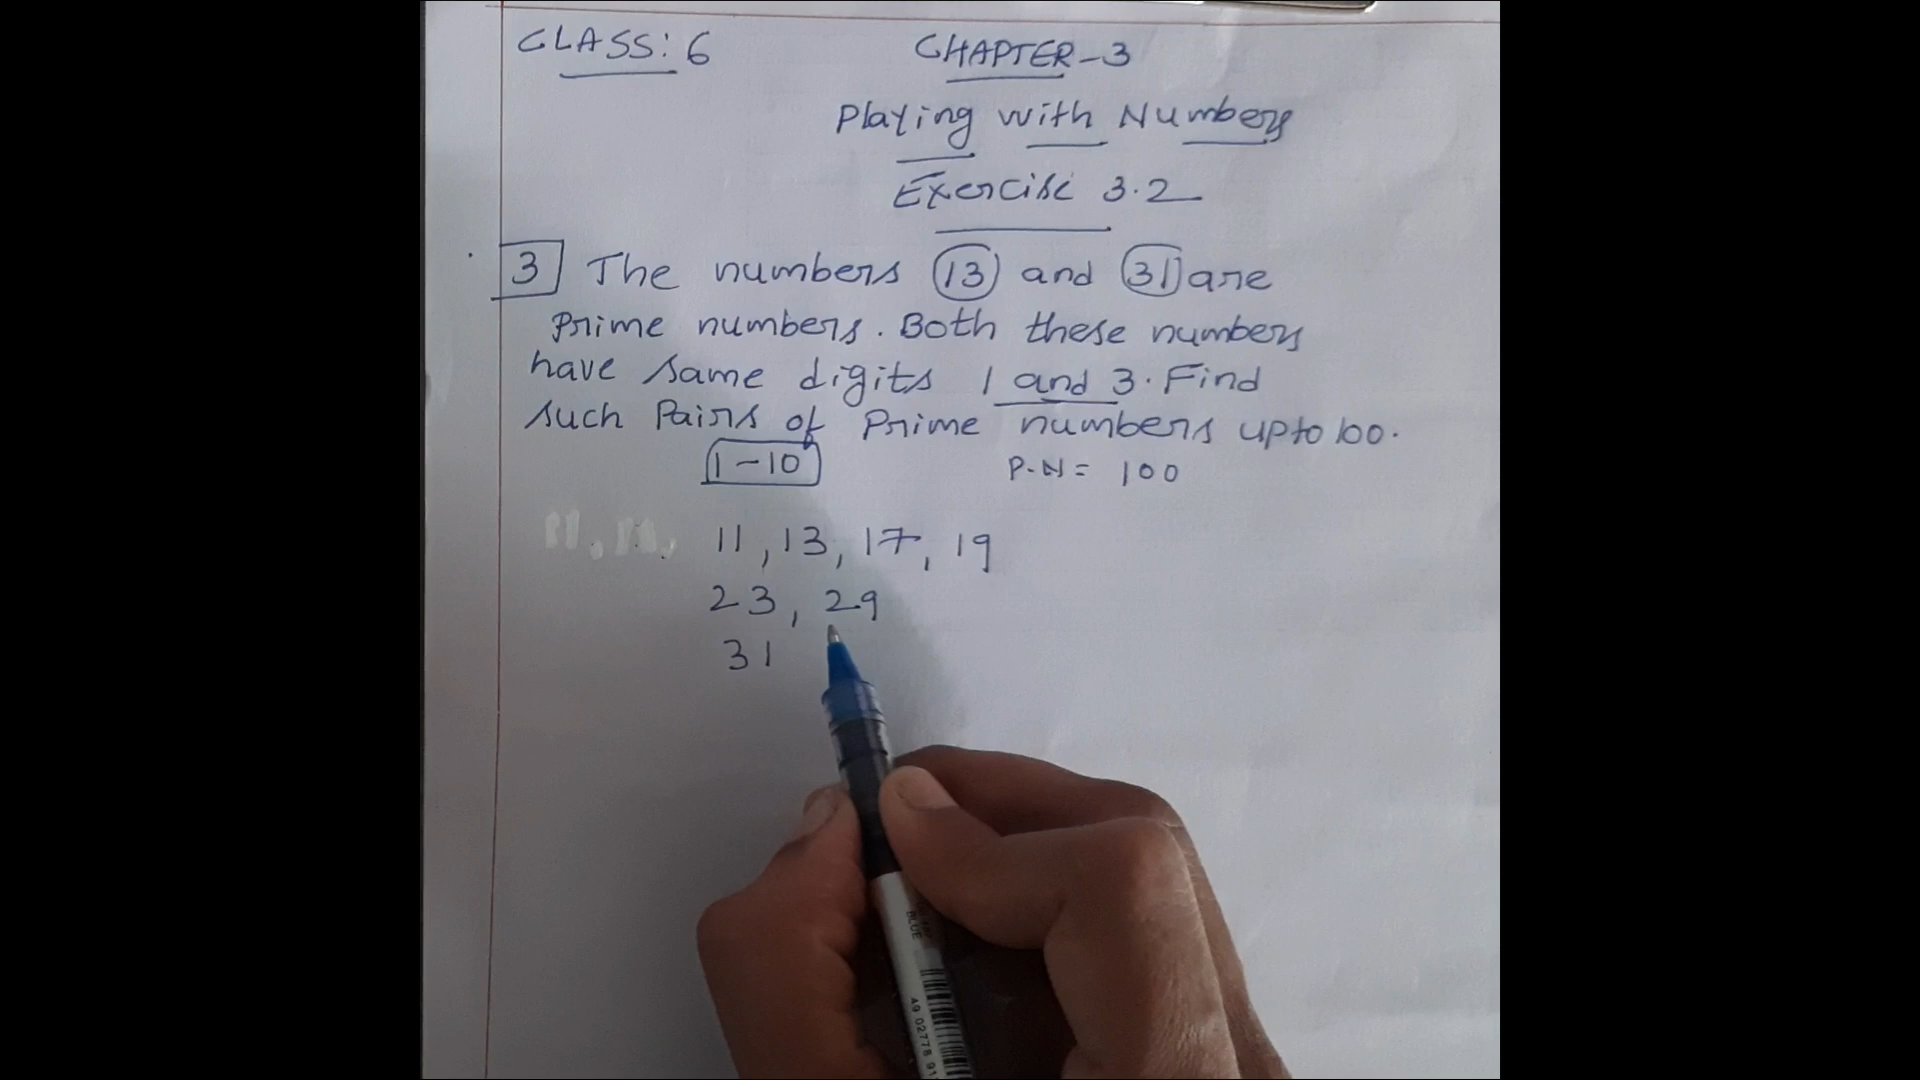 CLASS: 6 CHAPTER-3
Playing with Numbers
Exercise 3.2
3 The numbers 13 and 31 are
Prime numbers. Both these numbers
have same digits 1 and 3. Find
such Pairs of Prime numbers upto 100.
1-10 P.N= 100
11, 13, 17, 19
23, 29
31
BLUE